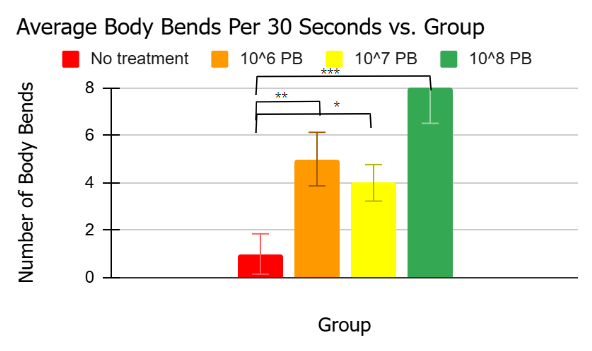 Average Body Bends Per 30 Seconds vs. Group
No treatment 10^6 PB 10^7 PB 10^8 PB
***
** *
8
6
4
2
0
Number of Body Bends
Group